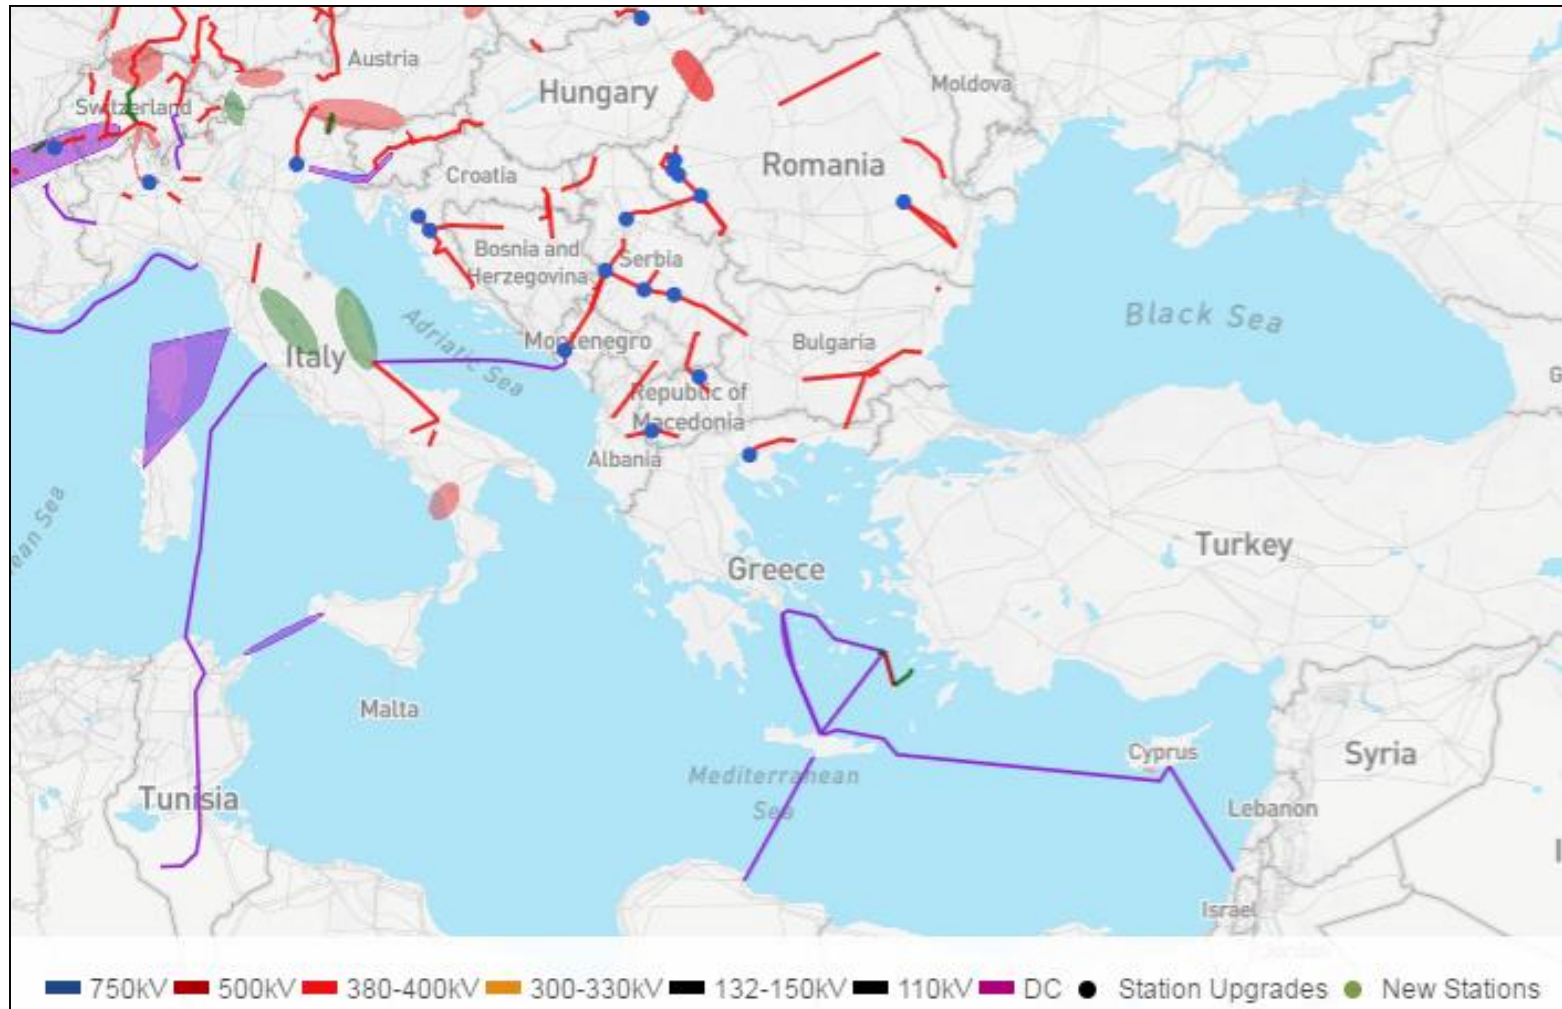 Austria
Hungary
Moldova
Switzerland
Romania
Croatia
Bosnia and
Herzegovina
Serbia
Black Sea
Adriatic Sea
Montenegro
Bulgaria
Italy
Republic of
Macedonia
Albania
ean Sea
Turkey
Greece
Malta
Cyprus
Syria
Mediterranean
Sea
Tunisia
Lebanon
Israel
750kV 500kV 380-400kV 300-330kV 132-150kV 110kV DC Station Upgrades New Stations